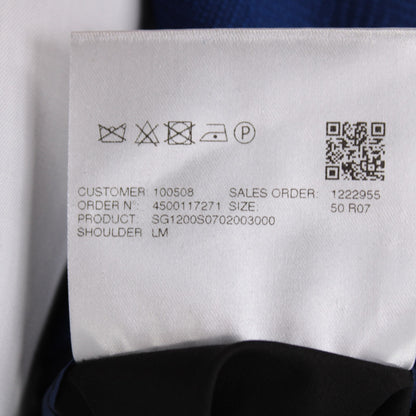 P
CUSTOMER: 100508 SALES ORDER: 1222955
ORDER N°: 4500117271 SIZE: 50 R07
PRODUCT: SG1200S0702003000
SHOULDER LM